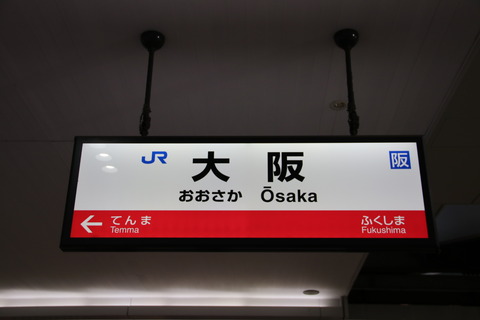 JR 大阪 阪
おおさか Ōsaka
← てんま ふくしま
Temma Fukushima